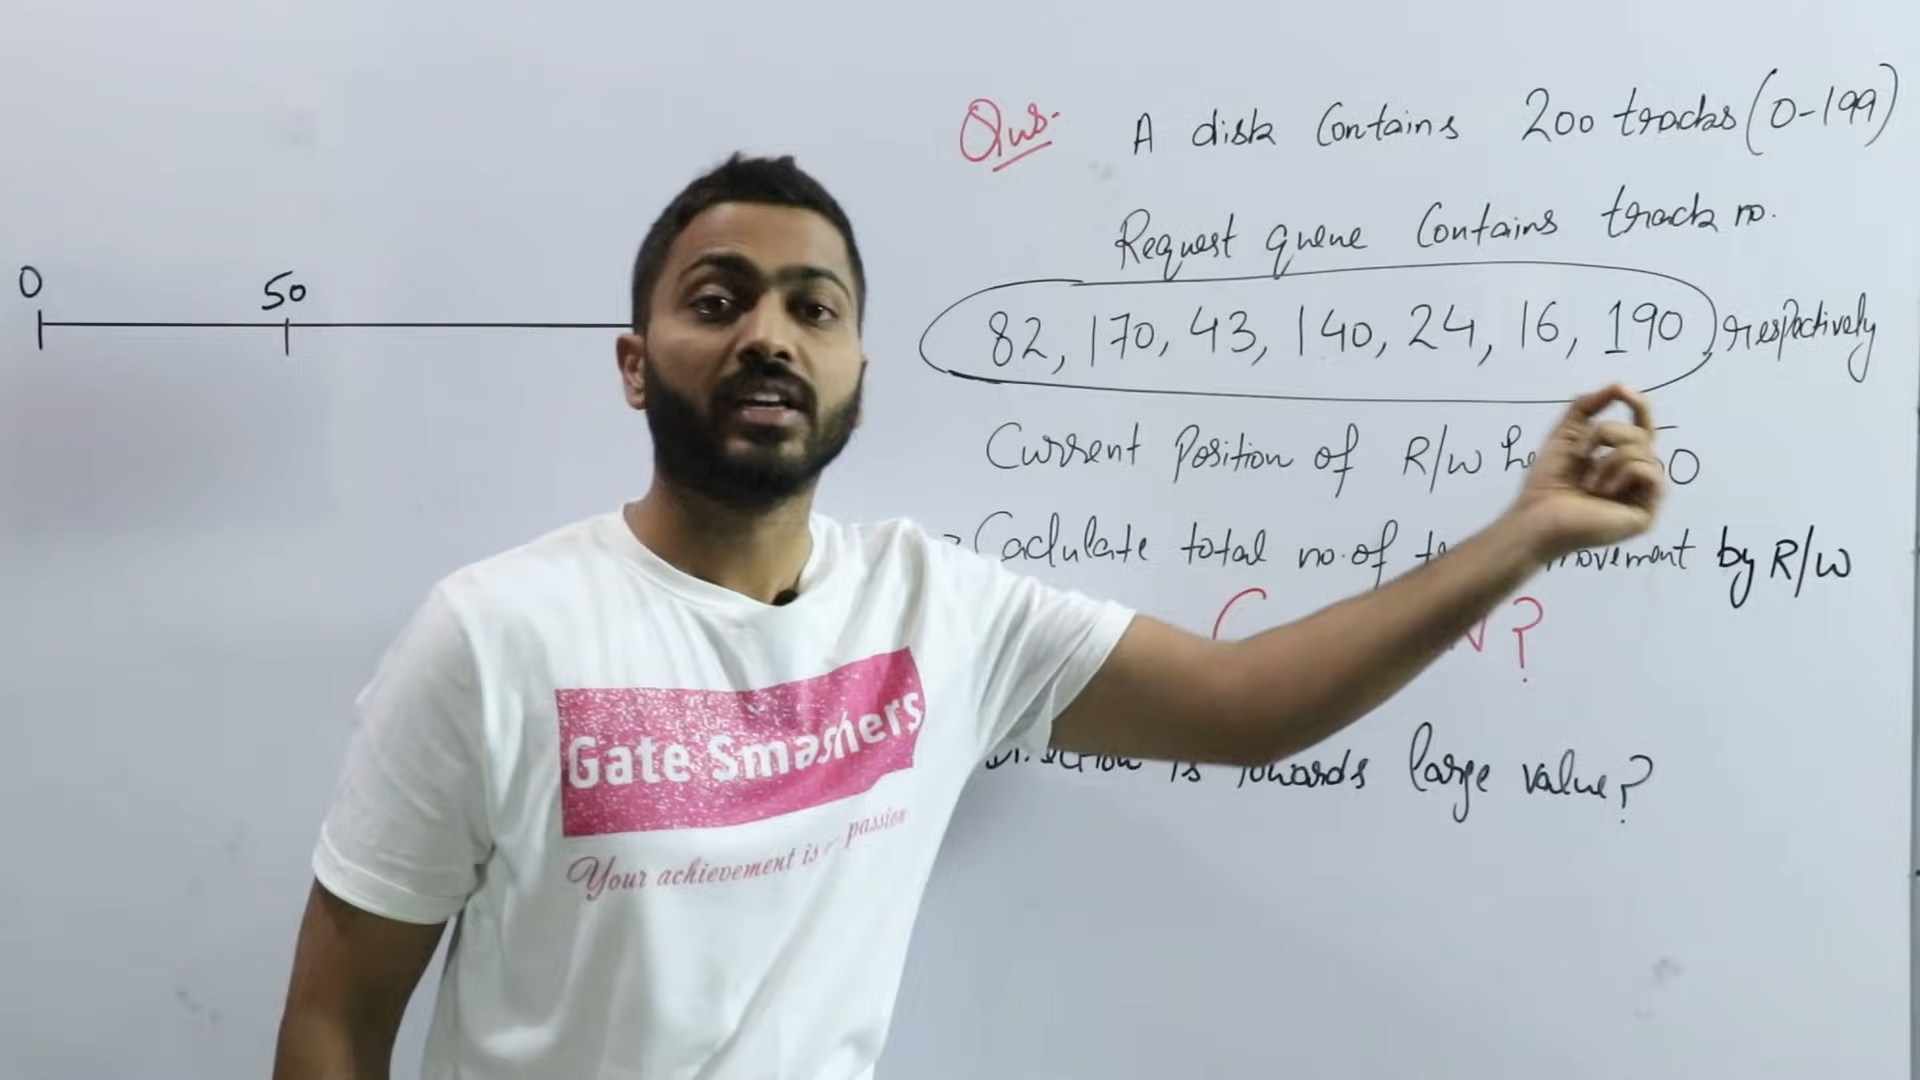 Qus. A disk Contains 200 tracks (0-199)
Request queue Contains track no.
82, 170, 43, 140, 24, 16, 190 respectively
Current Position of R/W
Caculate total no. of movement by R/W
?
is towards large value?
0
50
Gate Smashers
Your achievement is passion